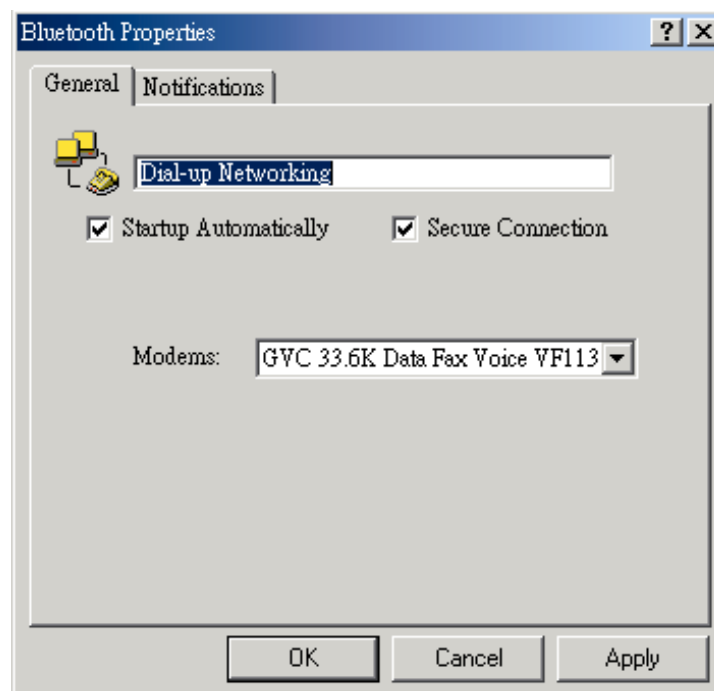 Bluetooth Properties
General Notifications
Dial-up Networking
Startup Automatically Secure Connection
Modems: GVC 33.6K Data Fax Voice VF113
OK Cancel Apply